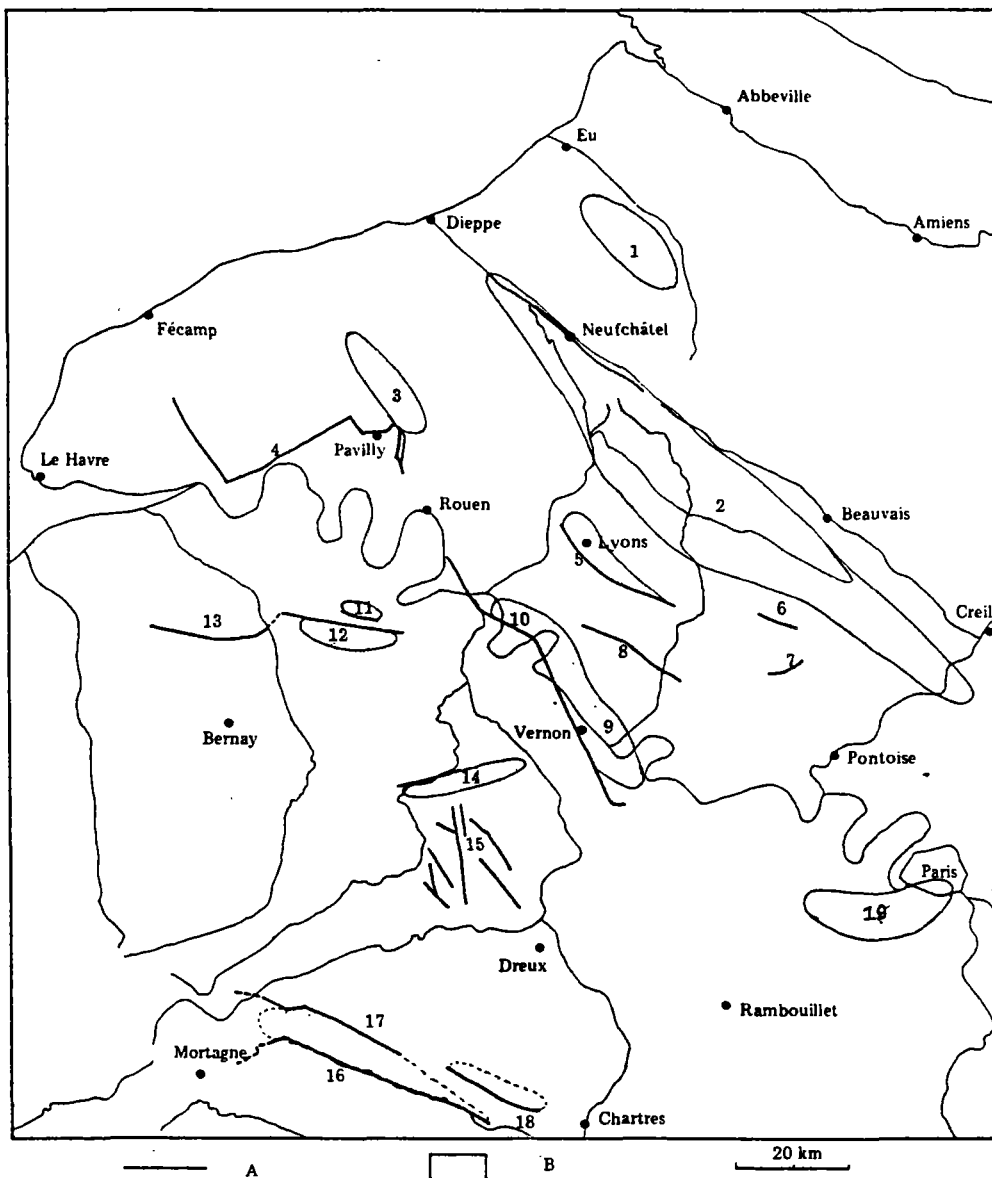 Abbeville
Eu
Dieppe
Amiens
1
Fécamp
Neufchâtel
3
4
Pavilly
Le Havre
Rouen
2
Beauvais
Lyons
5
6
Creil
11
13
12
10
8
7
Bernay
Vernon
9
Pontoise
14
15
Paris
19
Dreux
Rambouillet
17
Mortagne
16
18
Chartres
A
B
20 km